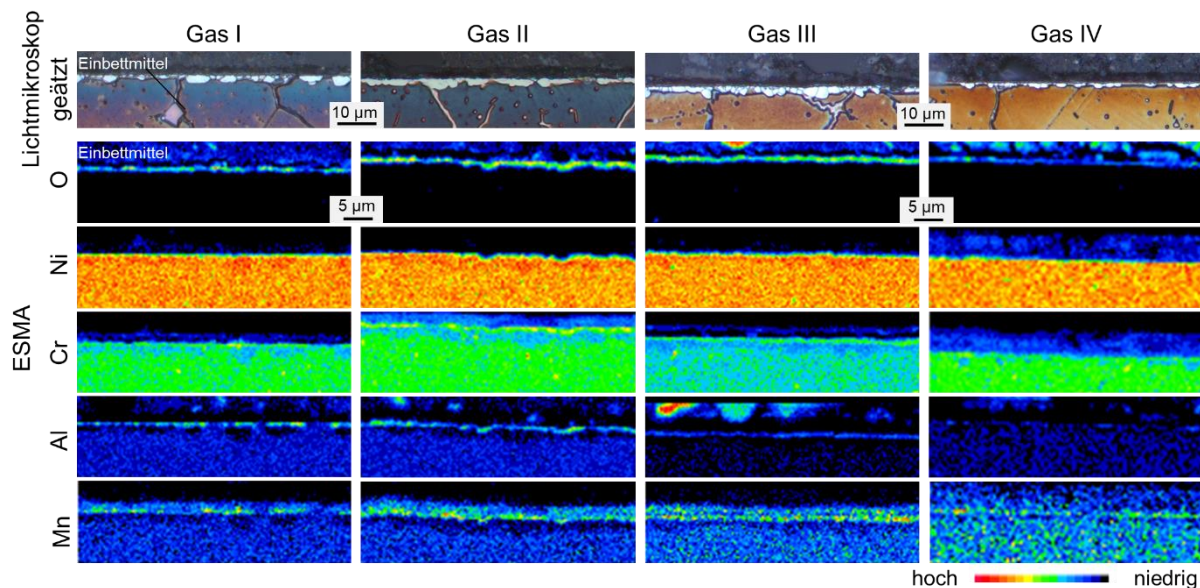 Gas I
Gas II
Gas III
Gas IV
Lichtmikroskop
geätzt
Einbettmittel
10 µm
10 µm
ESMA
O
Einbettmittel
5 µm
5 µm
Ni
Cr
Al
Mn
hoch
niedrig